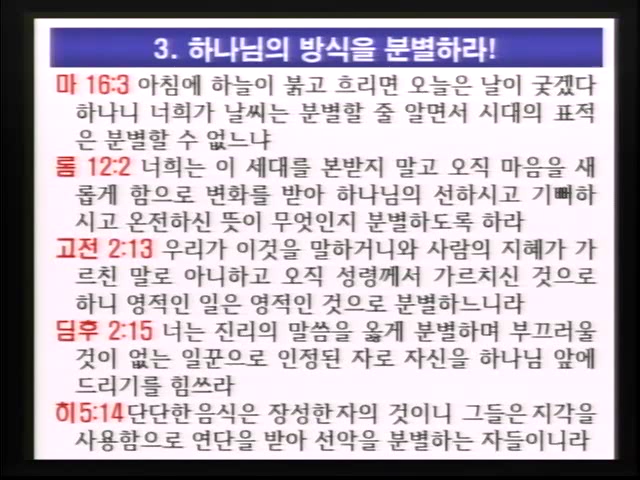 3. 하나님의 방식을 분별하라!
마 16:3 아침에 하늘이 붉고 흐리면 오늘은 날이 궂겠다
하나니 너희가 날씨는 분별할 줄 알면서 시대의 표적
은 분별할 수 없느냐
롬 12:2 너희는 이 세대를 본받지 말고 오직 마음을 새
롭게 함으로 변화를 받아 하나님의 선하시고 기뻐하
시고 온전하신 뜻이 무엇인지 분별하도록 하라
고전 2:13 우리가 이것을 말하거니와 사람의 지혜가 가
르친 말로 아니하고 오직 성령께서 가르치신 것으로
하니 영적인 일은 영적인 것으로 분별하느니라
딤후 2:15 너는 진리의 말씀을 옳게 분별하며 부끄러울
것이 없는 일꾼으로 인정된 자로 자신을 하나님 앞에
드리기를 힘쓰라
히5:14 단단한음식은 장성한자의 것이니 그들은지각을
사용함으로 연단을 받아 선악을 분별하는 자들이니라